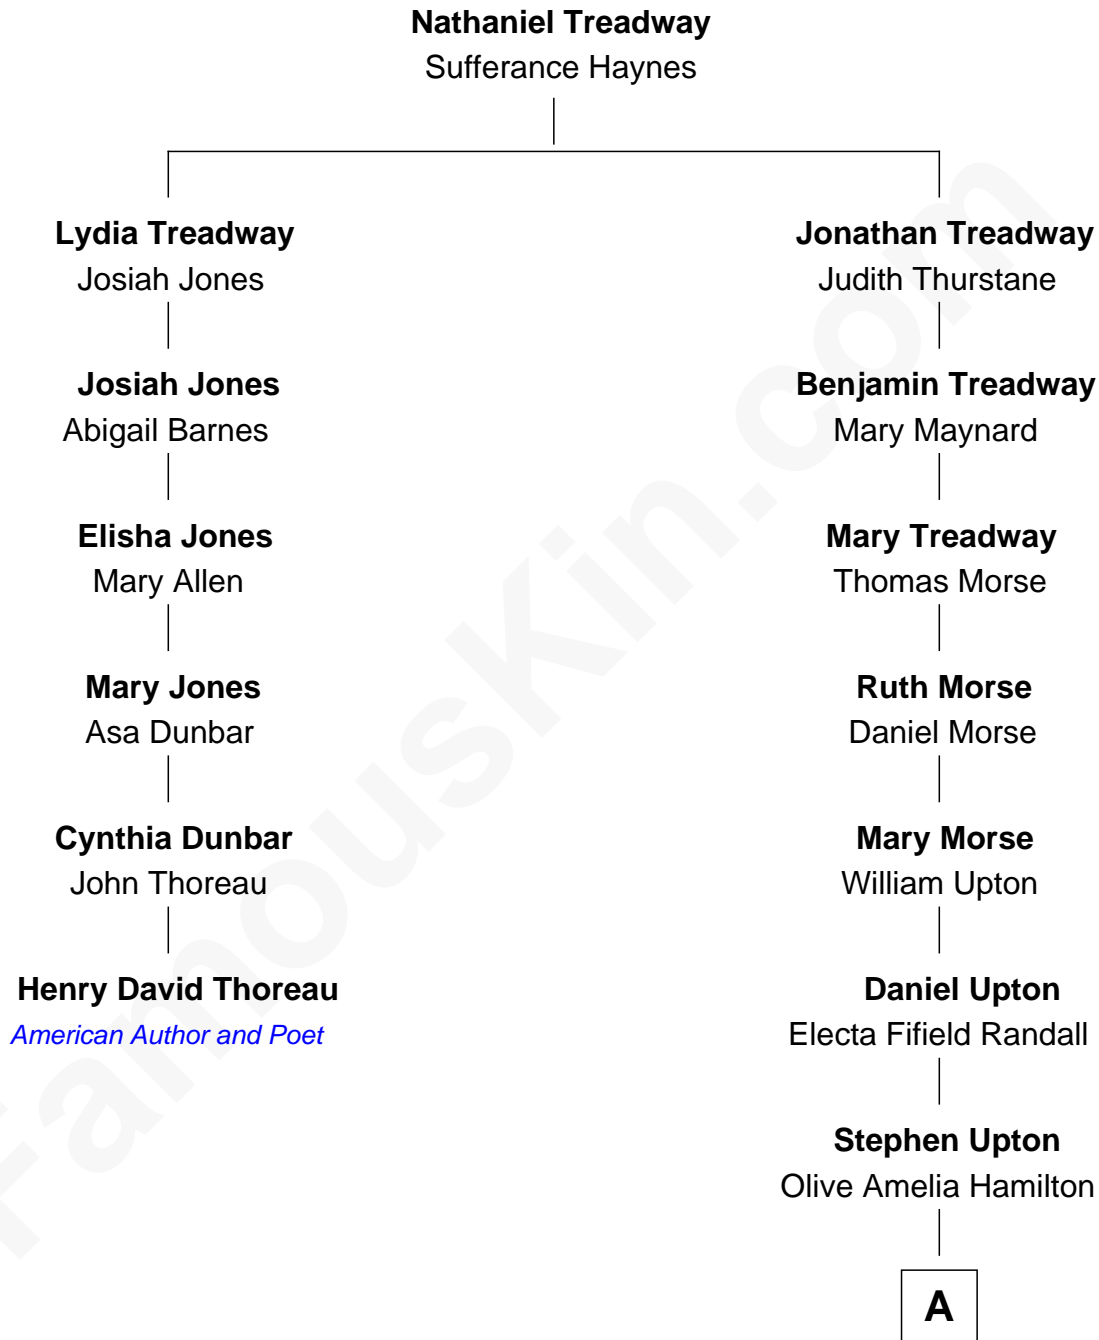 Nathaniel Treadway
Sufferance Haynes
Lydia Treadway
Josiah Jones
Jonathan Treadway
Judith Thurstane
Josiah Jones
Abigail Barnes
Benjamin Treadway
Mary Maynard
Elisha Jones
Mary Allen
Mary Treadway
Thomas Morse
Mary Jones
Asa Dunbar
Ruth Morse
Daniel Morse
Cynthia Dunbar
John Thoreau
Mary Morse
William Upton
Henry David Thoreau
American Author and Poet
Daniel Upton
Electa Fifield Randall
Stephen Upton
Olive Amelia Hamilton
A
FamousKin.com